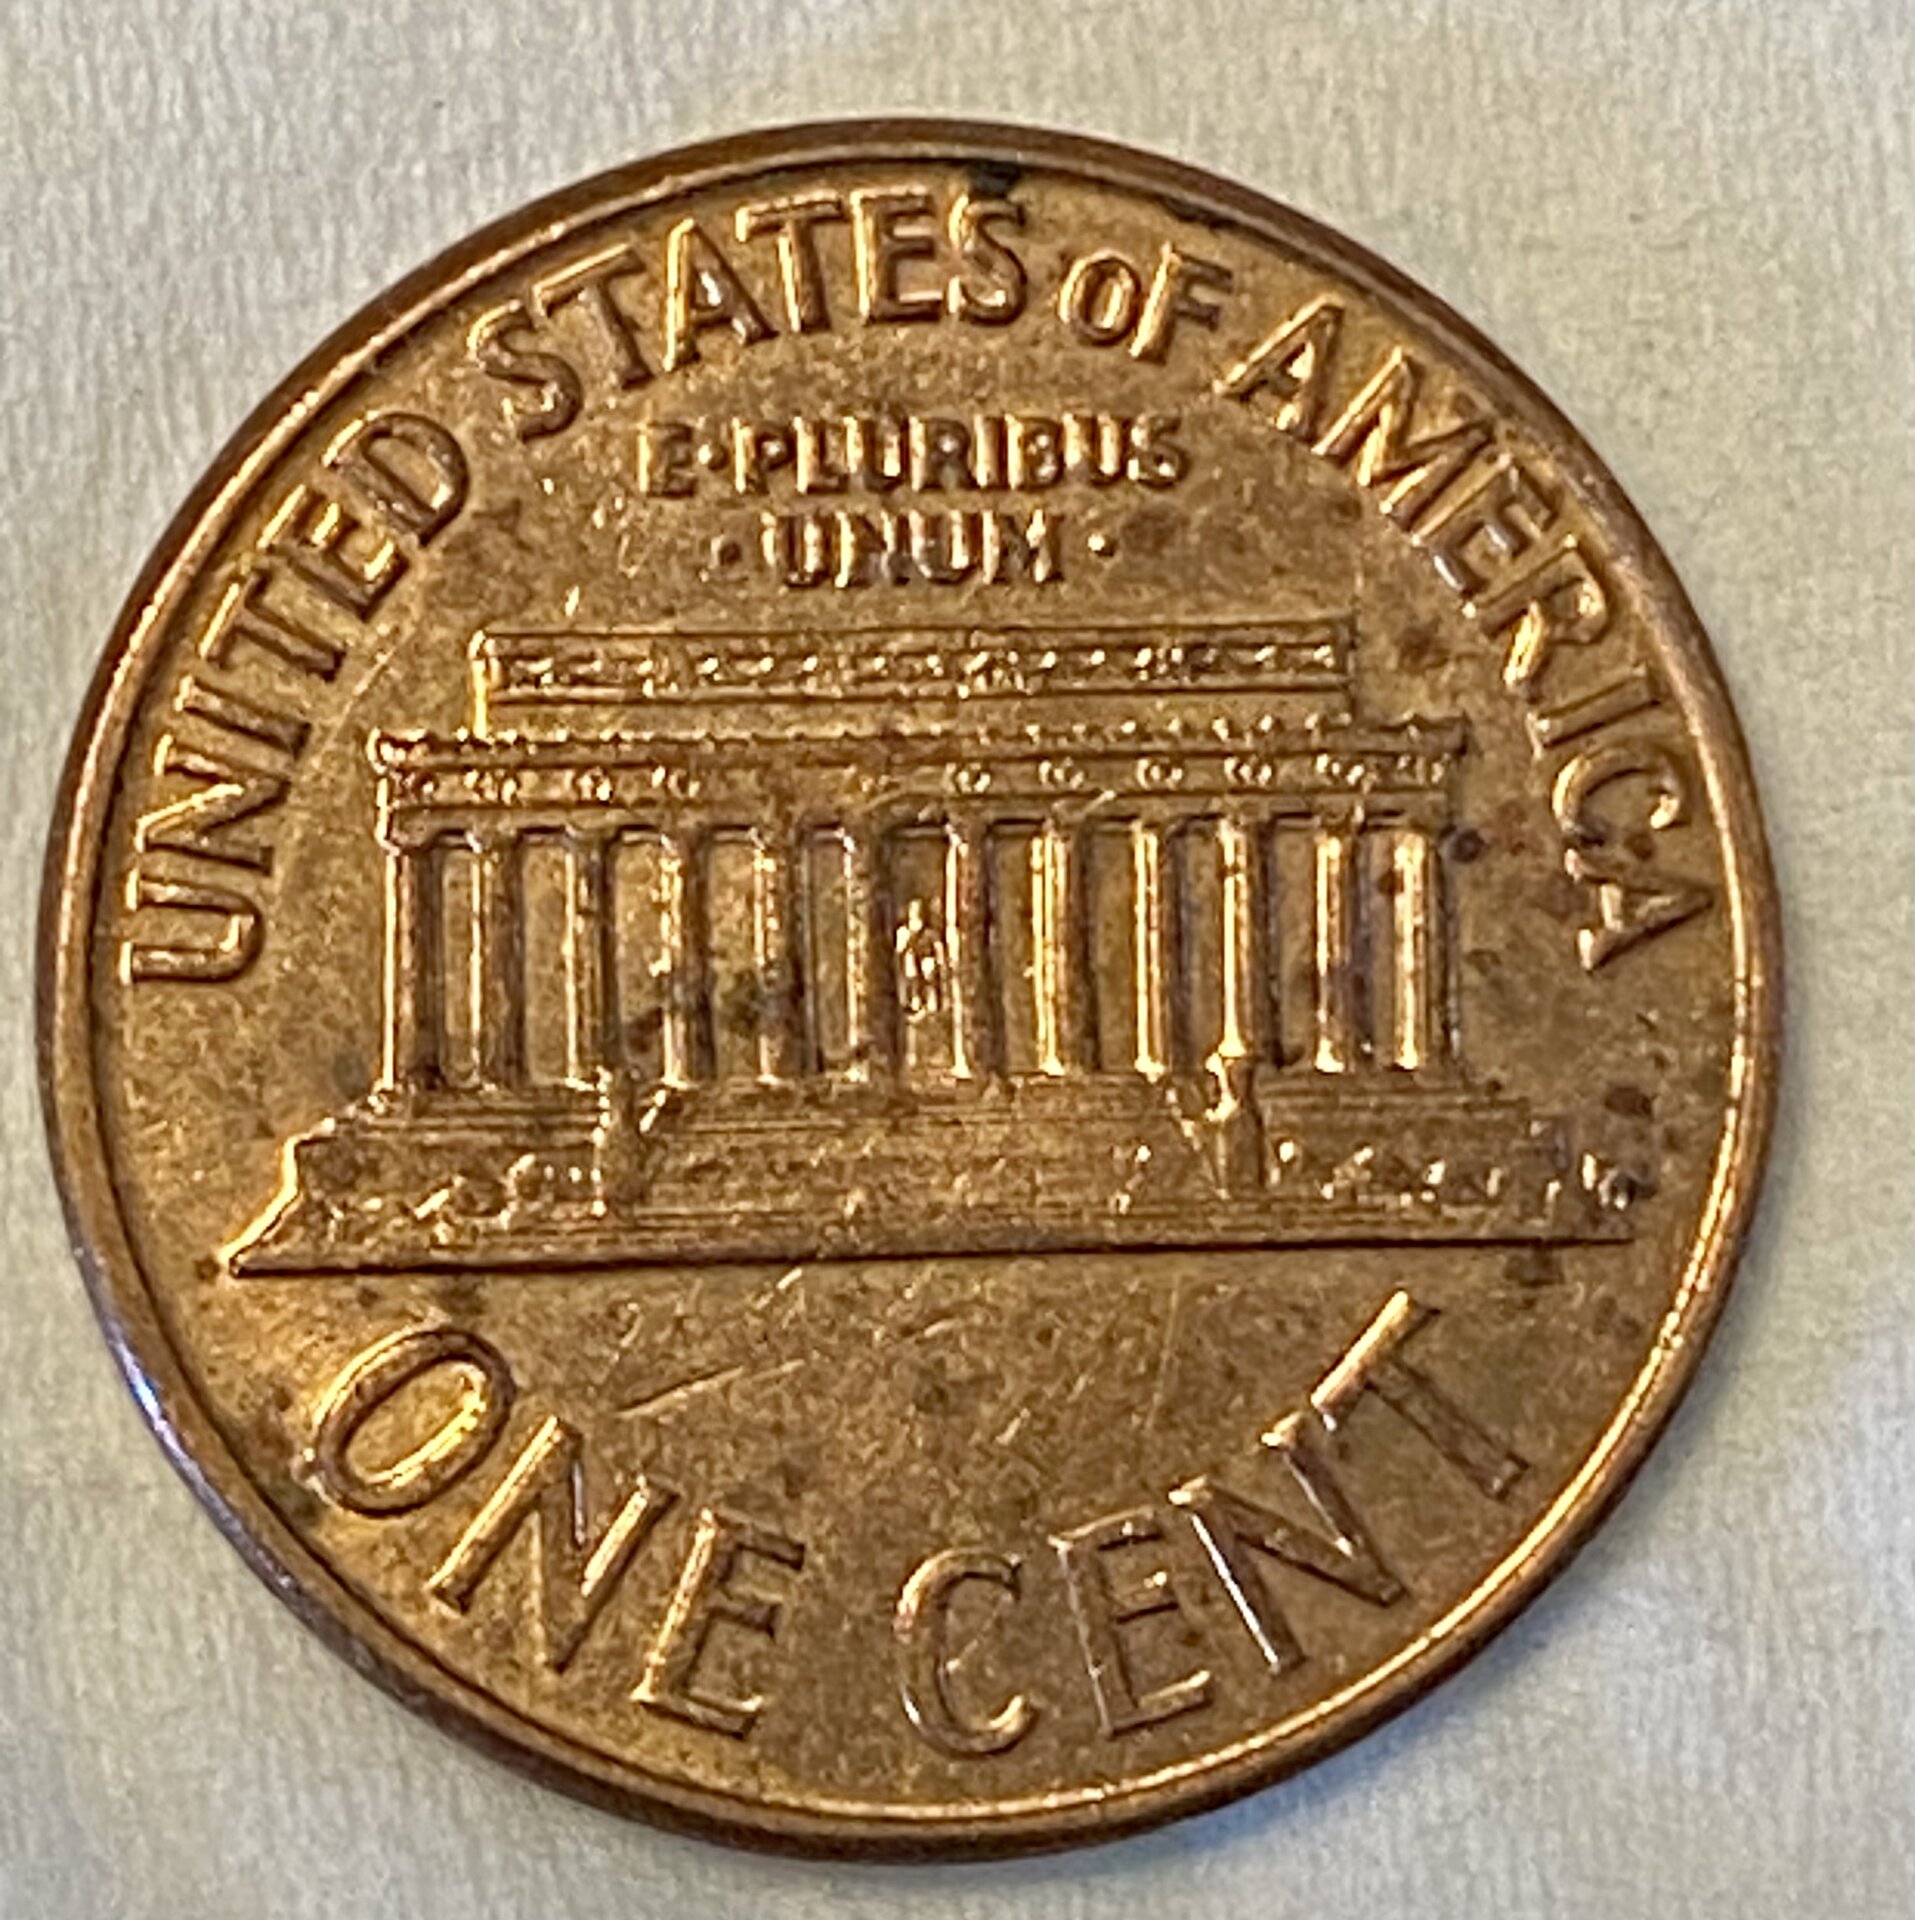 UNITED STATES OF AMERICA
E·PLURIBUS
·UNUM·
ONE CENT